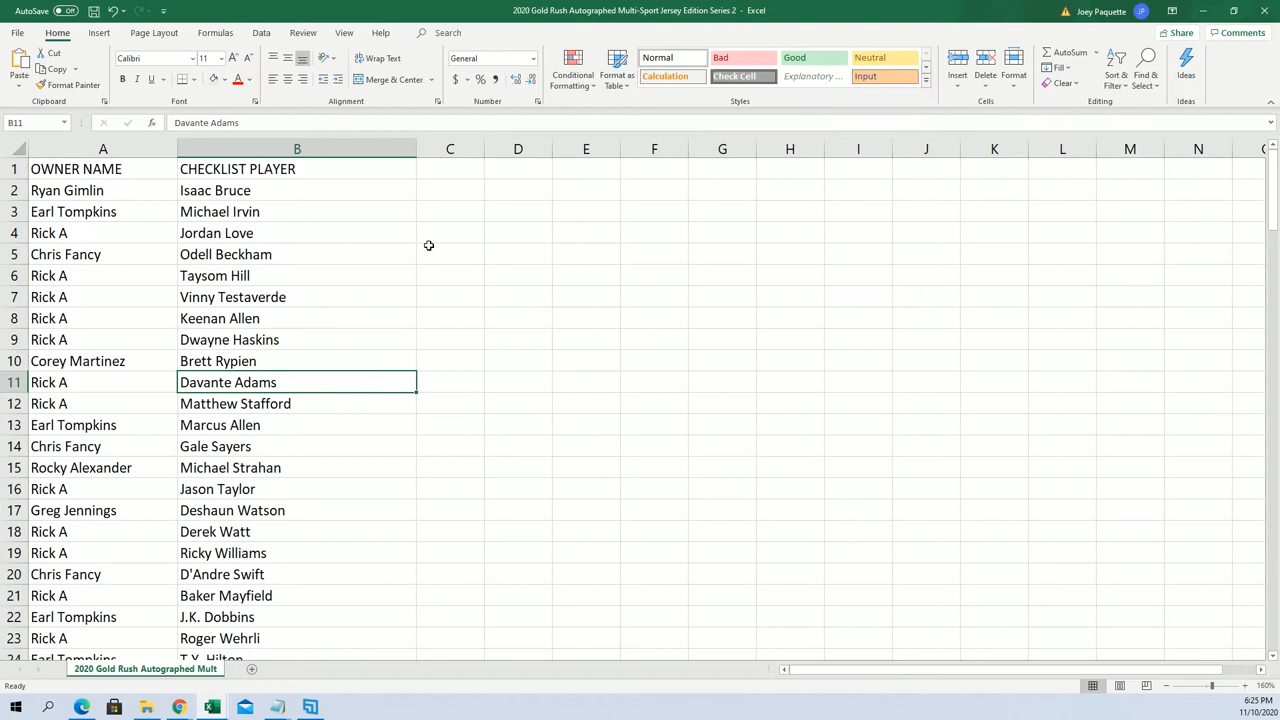 AutoSave Off 2020 Gold Rush Autographed Multi-Sport Jersey Edition Series 2 - Excel Joey Paquette JP
File Home Insert Page Layout Formulas Data Review View Help Search Share Comments
Paste Cut Copy Format Painter Clipboard
Calibri 11 A A B I U A Font
ab Wrap Text Merge & Center Alignment
General $ % Number
Conditional Formatting Format as Table Normal Bad Good Neutral Calculation Check Cell Explanatory ... Input Styles
Insert Delete Format Cells
AutoSum Fill Clear Sort & Filter Find & Select Editing
Ideas Ideas
B11 fx Davante Adams
A B C D E F G H I J K L M N
1 OWNER NAME CHECKLIST PLAYER
2 Ryan Gimlin Isaac Bruce
3 Earl Tompkins Michael Irvin
4 Rick A Jordan Love
5 Chris Fancy Odell Beckham
6 Rick A Taysom Hill
7 Rick A Vinny Testaverde
8 Rick A Keenan Allen
9 Rick A Dwayne Haskins
10 Corey Martinez Brett Rypien
11 Rick A Davante Adams
12 Rick A Matthew Stafford
13 Earl Tompkins Marcus Allen
14 Chris Fancy Gale Sayers
15 Rocky Alexander Michael Strahan
16 Rick A Jason Taylor
17 Greg Jennings Deshaun Watson
18 Rick A Derek Watt
19 Rick A Ricky Williams
20 Chris Fancy D'Andre Swift
21 Rick A Baker Mayfield
22 Earl Tompkins J.K. Dobbins
23 Rick A Roger Wehrli
24 Earl Tompkins T.Y. Hilton
2020 Gold Rush Autographed Mult
Ready 160%
6:25 PM
11/10/2020